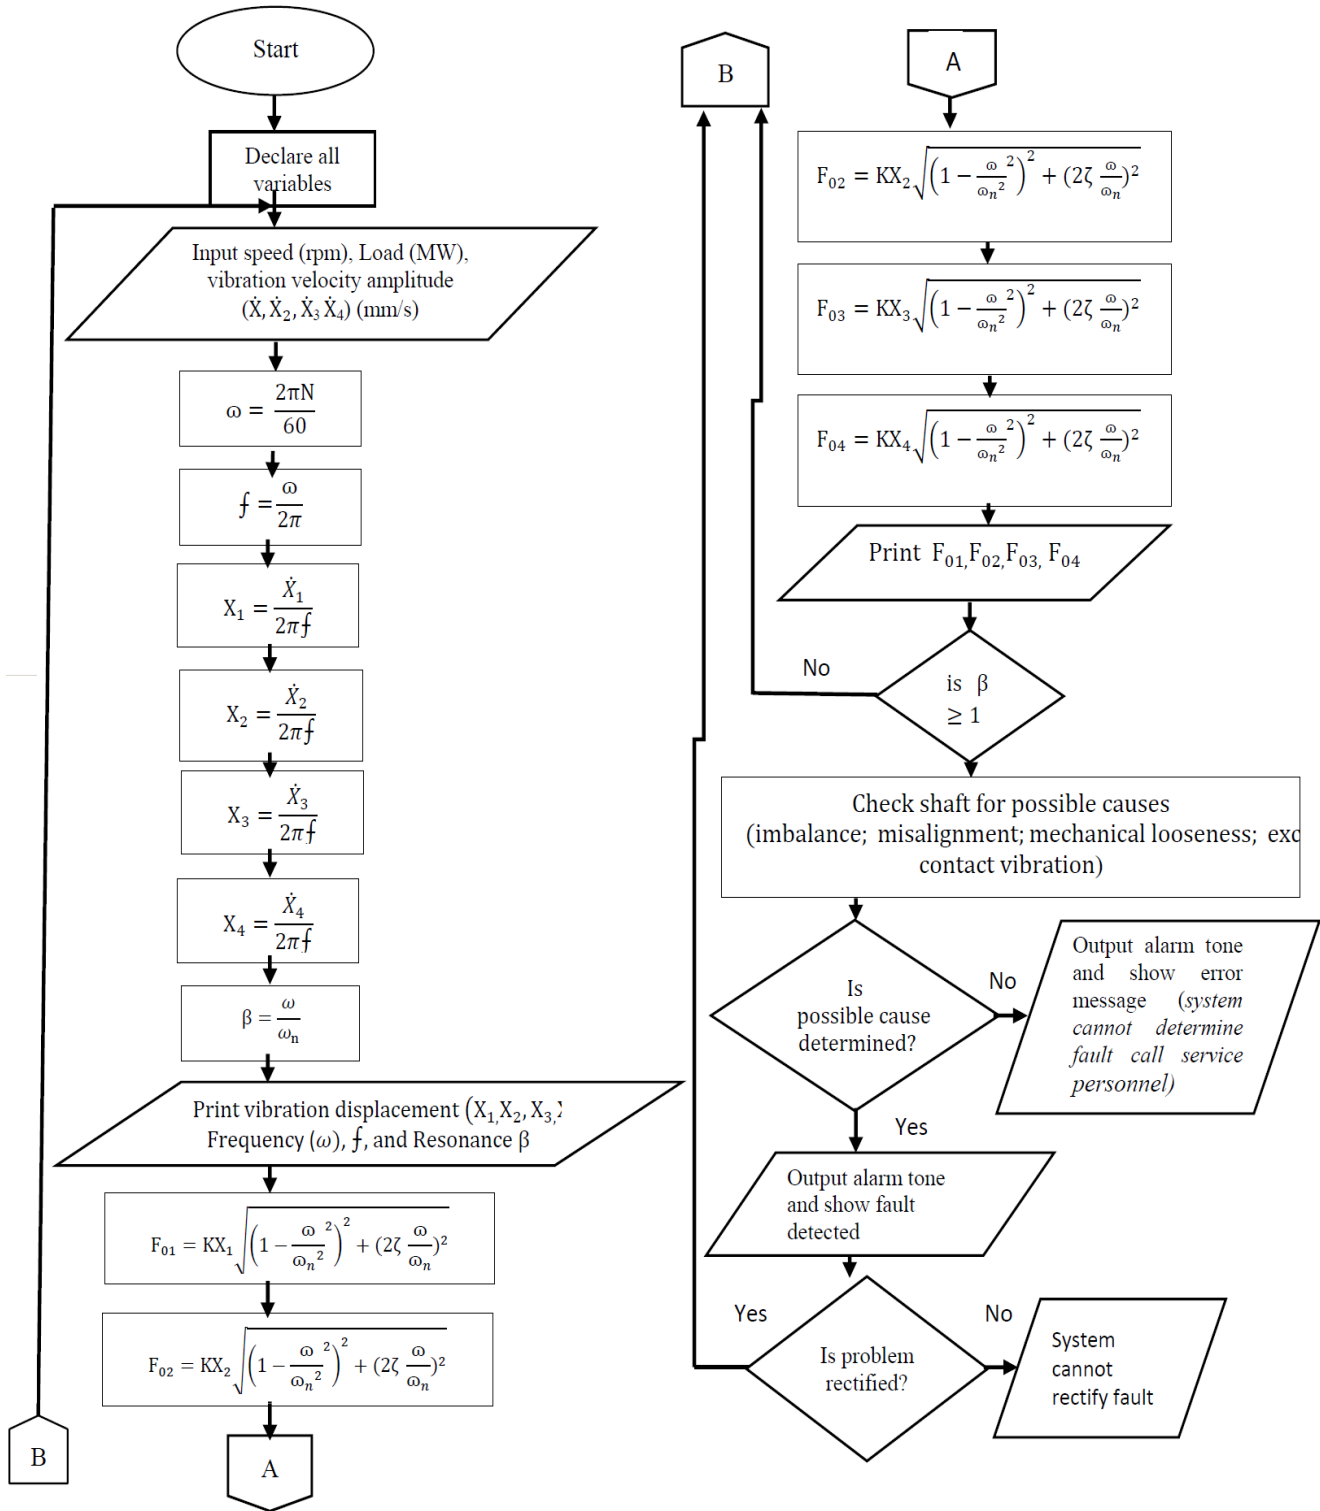 Start
Declare all
variables
Input speed (rpm), Load (MW),
vibration velocity amplitude
(Ẋ, Ẋ₂, Ẋ₃ Ẋ₄) (mm/s)
ω = 2πN/60
ƒ = ω/2π
X₁ = Ẋ₁/2πƒ
X₂ = Ẋ₂/2πƒ
X₃ = Ẋ₃/2πƒ
X₄ = Ẋ₄/2πƒ
β = ω/ωₙ
Print vibration displacement (X₁,X₂, X₃,
Frequency (ω), ƒ, and Resonance β
F₀₁ = KX₁√((1 − ω²/ωₙ²)² + (2ζ ω/ωₙ)²)
F₀₂ = KX₂√((1 − ω²/ωₙ²)² + (2ζ ω/ωₙ)²)
A
B
B
A
F₀₂ = KX₂√((1 − ω²/ωₙ²)² + (2ζ ω/ωₙ)²)
F₀₃ = KX₃√((1 − ω²/ωₙ²)² + (2ζ ω/ωₙ)²)
F₀₄ = KX₄√((1 − ω²/ωₙ²)² + (2ζ ω/ωₙ)²)
Print F₀₁,F₀₂,F₀₃, F₀₄
No
is β
≥ 1
Check shaft for possible causes
(imbalance; misalignment; mechanical looseness; exc
contact vibration)
Is
possible cause
determined?
No
Output alarm tone
and show error
message (system
cannot determine
fault call service
personnel)
Yes
Output alarm tone
and show fault
detected
Yes
Is problem
rectified?
No
System
cannot
rectify fault